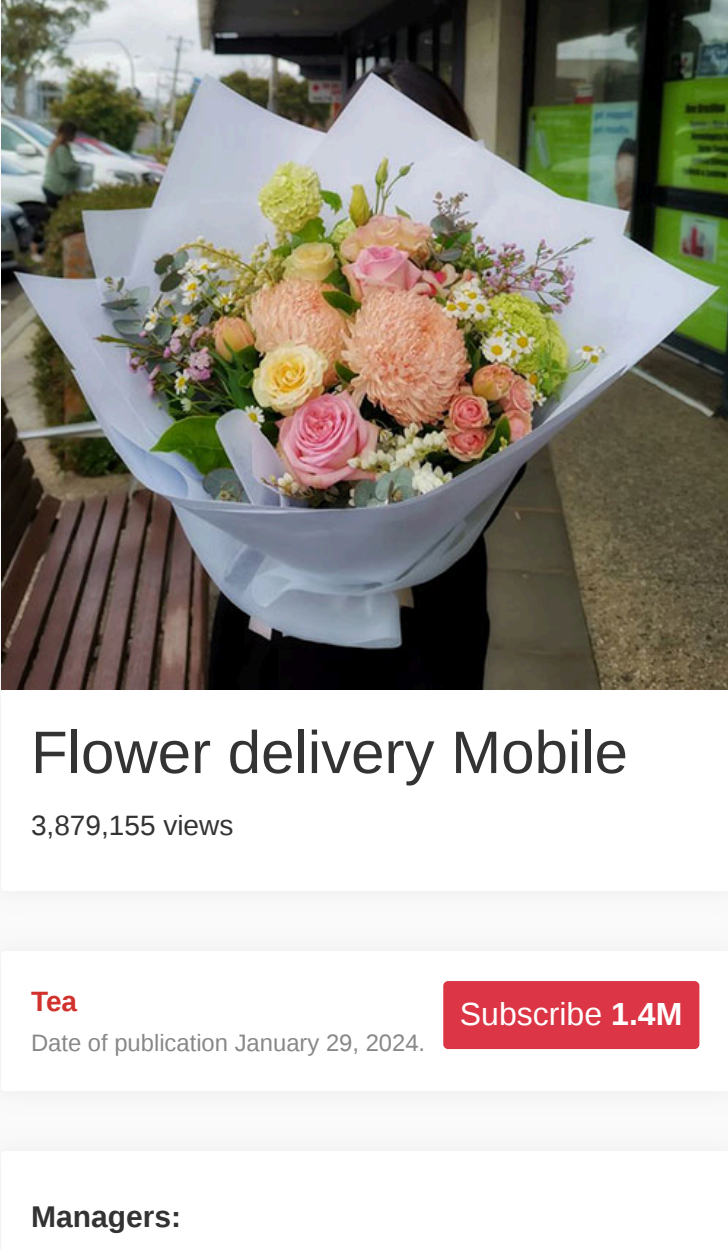 Flower delivery Mobile
3,879,155 views
Tea
Subscribe 1.4M
Date of publication January 29, 2024.
Managers: